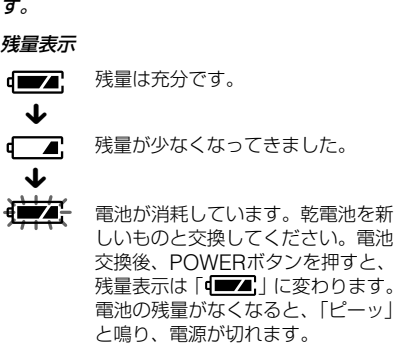 す。
残量表示
残量は充分です。
残量が少なくなってきました。
電池が消耗しています。乾電池を新
しいものと交換してください。電池
交換後、POWERボタンを押すと、
残量表示は「」に変わります。
電池の残量がなくなると、「ピーッ」
と鳴り、電源が切れます。